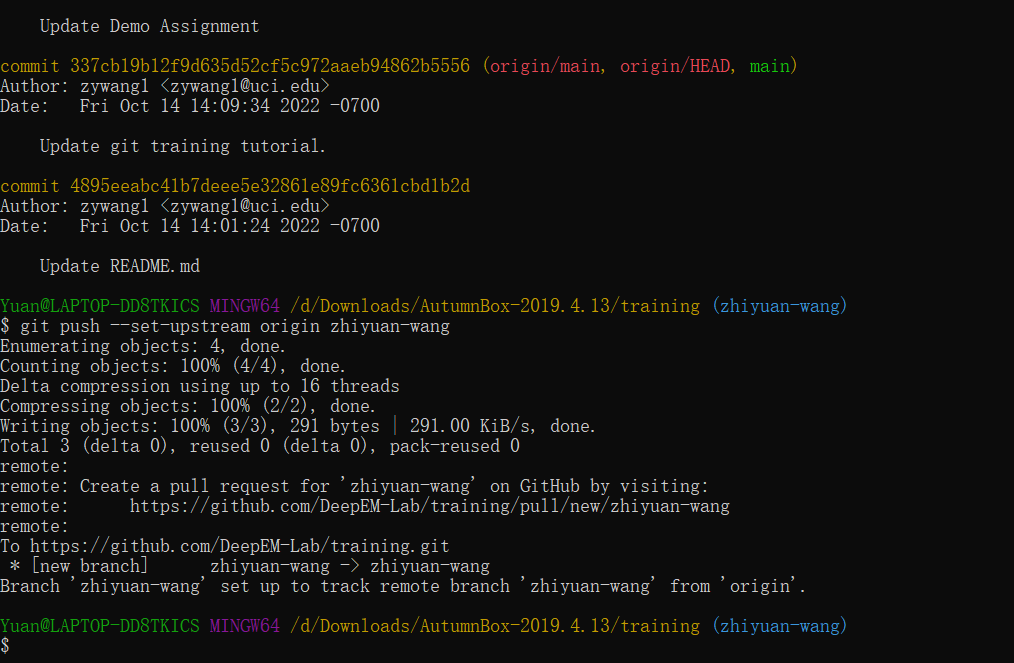 Update Demo Assignment
commit 337cb19b12f9d635d52cf5c972aaeb94862b5556 (origin/main, origin/HEAD, main)
Author: zywang1 <zywang1@uci.edu>
Date:   Fri Oct 14 14:09:34 2022 -0700
Update git training tutorial.
commit 4895eeabc41b7deee5e32861e89fc6361cbd1b2d
Author: zywang1 <zywang1@uci.edu>
Date:   Fri Oct 14 14:01:24 2022 -0700
Update README.md
Yuan@LAPTOP-DD8TKICS MINGW64 /d/Downloads/AutumnBox-2019.4.13/training (zhiyuan-wang)
$ git push --set-upstream origin zhiyuan-wang
Enumerating objects: 4, done.
Counting objects: 100% (4/4), done.
Delta compression using up to 16 threads
Compressing objects: 100% (2/2), done.
Writing objects: 100% (3/3), 291 bytes | 291.00 KiB/s, done.
Total 3 (delta 0), reused 0 (delta 0), pack-reused 0
remote:
remote: Create a pull request for 'zhiyuan-wang' on GitHub by visiting:
remote:      https://github.com/DeepEM-Lab/training/pull/new/zhiyuan-wang
remote:
To https://github.com/DeepEM-Lab/training.git
 * [new branch]      zhiyuan-wang -> zhiyuan-wang
Branch 'zhiyuan-wang' set up to track remote branch 'zhiyuan-wang' from 'origin'.
Yuan@LAPTOP-DD8TKICS MINGW64 /d/Downloads/AutumnBox-2019.4.13/training (zhiyuan-wang)
$